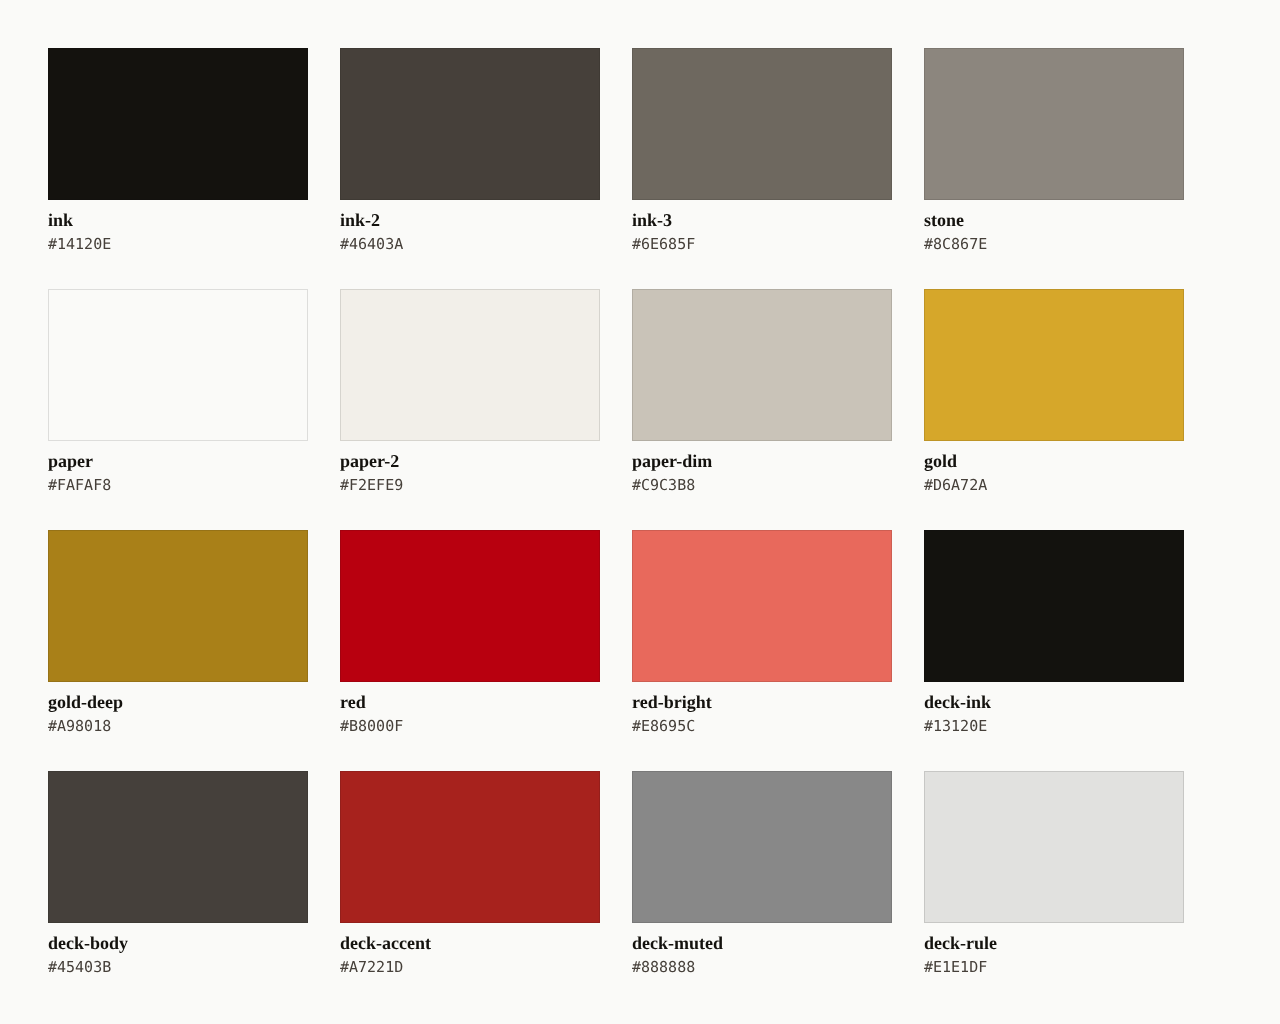 ink
#14120E
ink-2
#46403A
ink-3
#6E685F
stone
#8C867E
paper
#FAFAF8
paper-2
#F2EFE9
paper-dim
#C9C3B8
gold
#D6A72A
gold-deep
#A98018
red
#B8000F
red-bright
#E8695C
deck-ink
#13120E
deck-body
#45403B
deck-accent
#A7221D
deck-muted
#888888
deck-rule
#E1E1DF